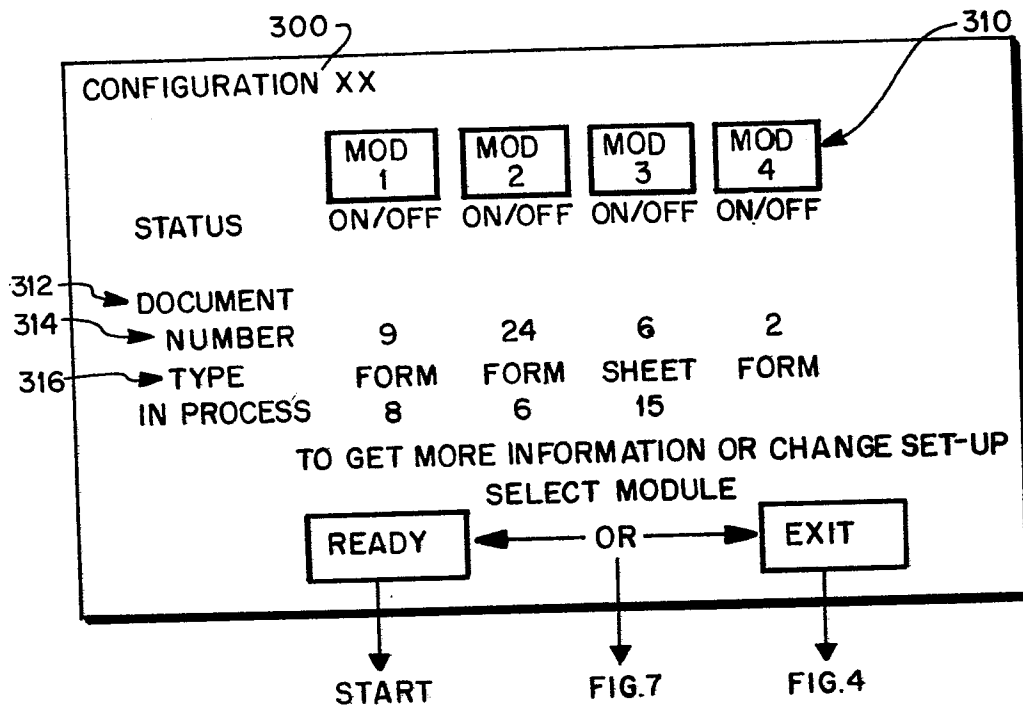 300 310
CONFIGURATION XX
MOD 1 MOD 2 MOD 3 MOD 4
STATUS ON/OFF ON/OFF ON/OFF ON/OFF
312 DOCUMENT
314 NUMBER 9 24 6 2
316 TYPE FORM FORM SHEET FORM
IN PROCESS 8 6 15
TO GET MORE INFORMATION OR CHANGE SET-UP
SELECT MODULE
READY OR EXIT
START FIG.7 FIG.4